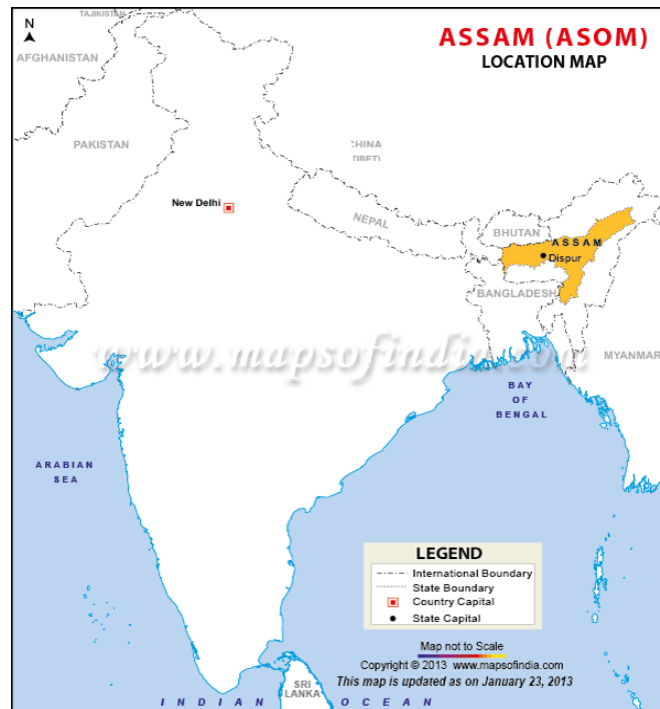 TAJIKISTAN
N
ASSAM (ASOM)
LOCATION MAP
AFGHANISTAN
PAKISTAN
CHINA
New Delhi
NEPAL
BHUTAN
ASSAM
Dispur
BANGLADESH
www.mapsofindia.com
MYANMAR
BAY
OF
BENGAL
ARABIAN
SEA
LEGEND
International Boundary
State Boundary
Country Capital
State Capital
Map not to Scale
Copyright © 2013 www.mapsofindia.com
This map is updated as on January 23, 2013
SRI
LANKA
INDIAN OCEAN